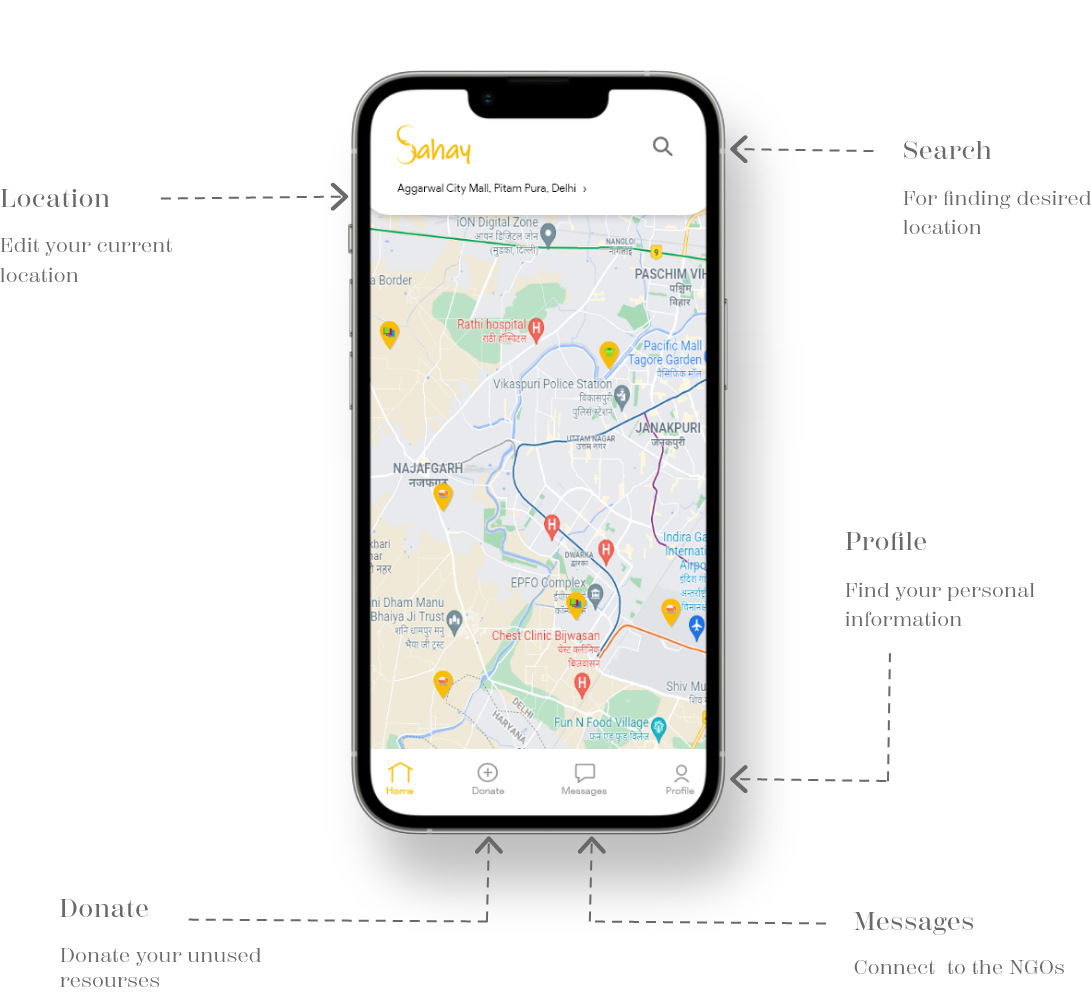 Sahay
Aggarwal City Mall, Pitam Pura, Delhi ›
Search
For finding desired
location
Location
Edit your current
location
iON Digital Zone
आयन डिजिटल जोन
(मुंडका, दिल्ली)
NANGLOI
नांगलोई
9
PASCHIM VIH
पश्चिम
विहार
a Border
Rathi hospital
राठी हॉस्पिटल
H
Pacific Mall
Tagore Garden
पैसिफिक मॉल
Vikaspuri Police Station
विकासपुरी
पुलिस स्टेशन
JANAKPURI
जनकपुरी
UTTAM NAGAR
उत्तम नगर
NAJAFGARH
नजफगढ़
H
H
Indira Ga
Internati
Airpo
इंदिरा गां
अन्तर्राष्ट्र
विमानक्ष
khari
har
री नहर
DWARKA
द्वारका
EPFO Complex
ni Dham Manu
Bhaiya Ji Trust
शनि धामपुर मनु
भैया जी ट्रस्ट
Chest Clinic Bijwasan
चेस्ट क्लीनिक
बिजवासन
H
Shiv Mu
DELHI
HARYANA
Fun N Food Village
फन एंड फूड विलेज
Home
Donate
Messages
Profile
Profile
Find your personal
information
Donate
Donate your unused
resourses
Messages
Connect to the NGOs